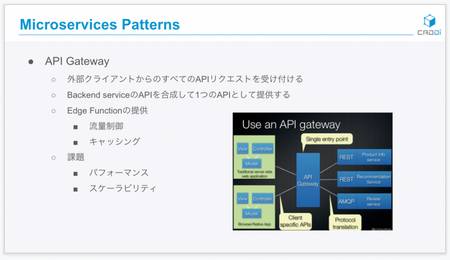 Microservices Patterns
CADDi
API Gateway
外部クライアントからのすべてのAPIリクエストを受け付ける
Backend serviceのAPIを合成して1つのAPIとして提供する
Edge Functionの提供
流量制御
キャッシング
課題
パフォーマンス
スケーラビリティ
Use an API gateway
Single entry point
View
Controller
Model
Traditional server-side
web application
View
Controller
Model
Browser/Native App
API
Gateway
REST
Product Info
service
REST
Recommendation
Service
AMQP
Review
service
Client
specific APIs
Protocol
translation